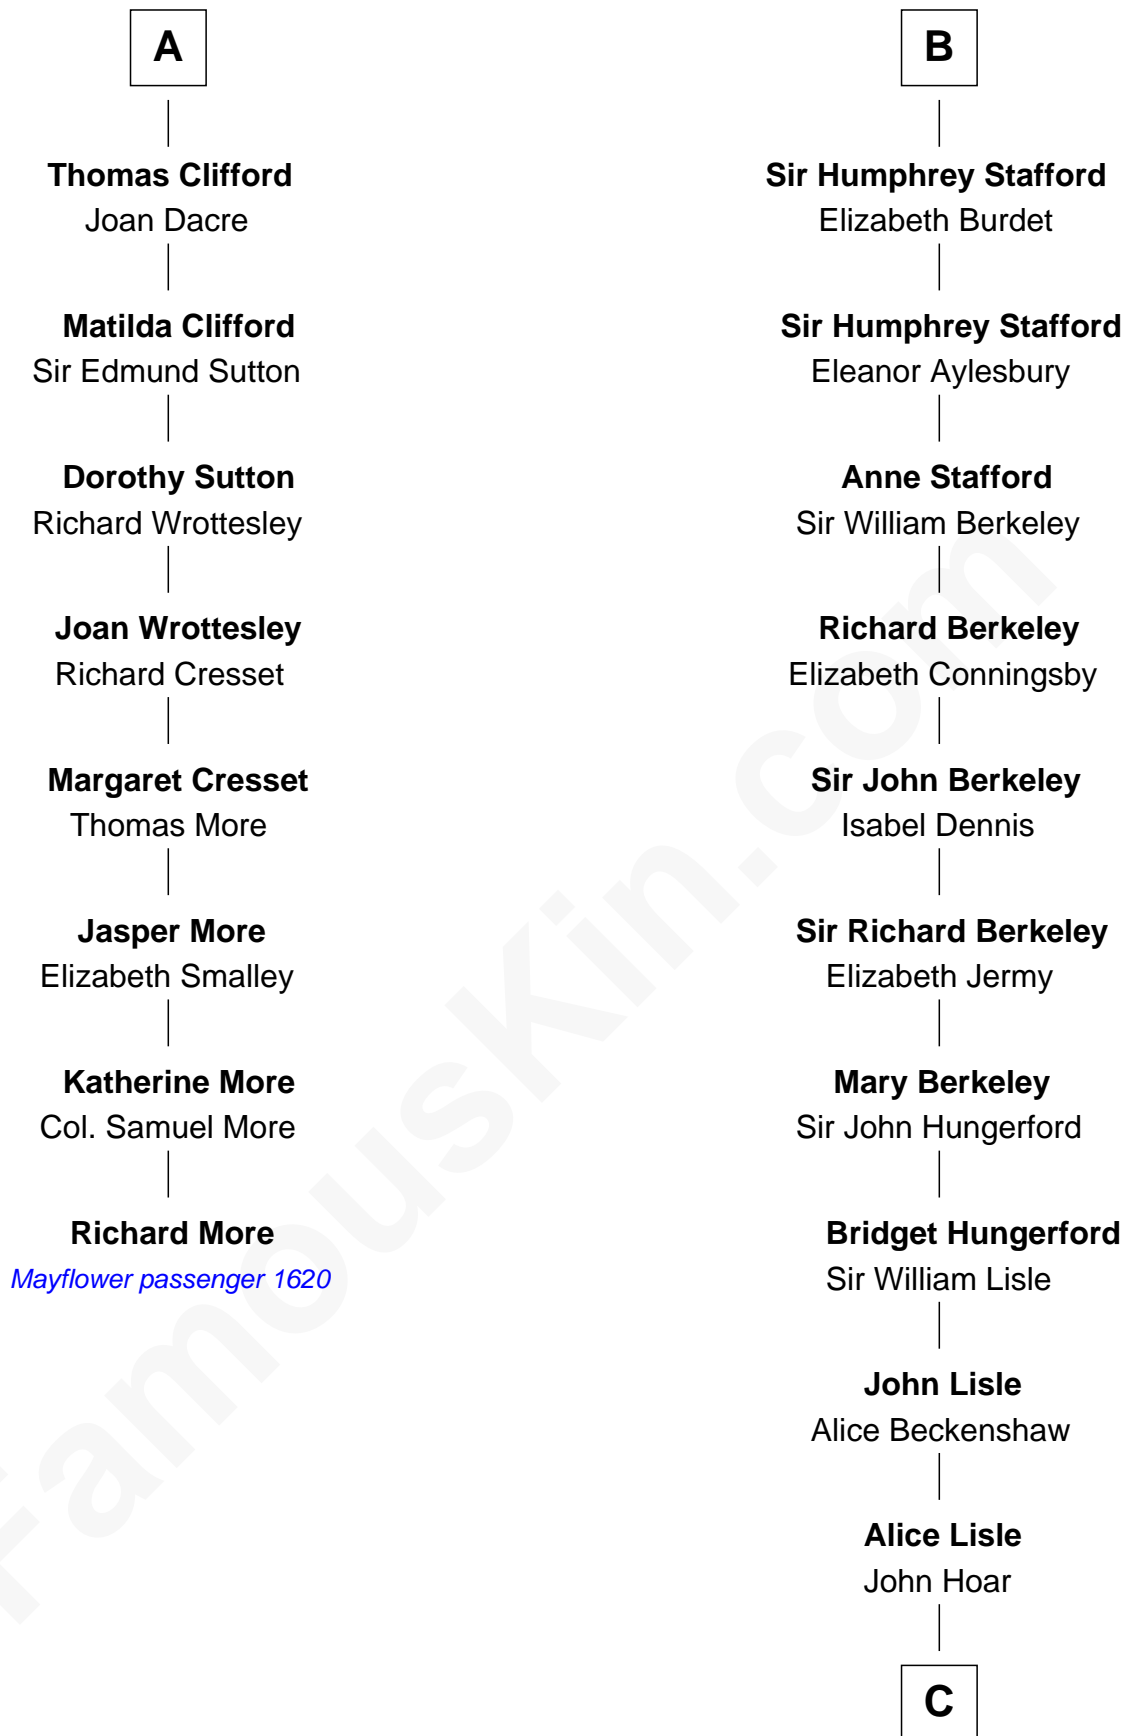 A
Thomas Clifford
Joan Dacre
Matilda Clifford
Sir Edmund Sutton
Dorothy Sutton
Richard Wrottesley
Joan Wrottesley
Richard Cresset
Margaret Cresset
Thomas More
Jasper More
Elizabeth Smalley
Katherine More
Col. Samuel More
Richard More
Mayflower passenger 1620
B
Sir Humphrey Stafford
Elizabeth Burdet
Sir Humphrey Stafford
Eleanor Aylesbury
Anne Stafford
Sir William Berkeley
Richard Berkeley
Elizabeth Conningsby
Sir John Berkeley
Isabel Dennis
Sir Richard Berkeley
Elizabeth Jermy
Mary Berkeley
Sir John Hungerford
Bridget Hungerford
Sir William Lisle
John Lisle
Alice Beckenshaw
Alice Lisle
John Hoar
C
FamousKin.com